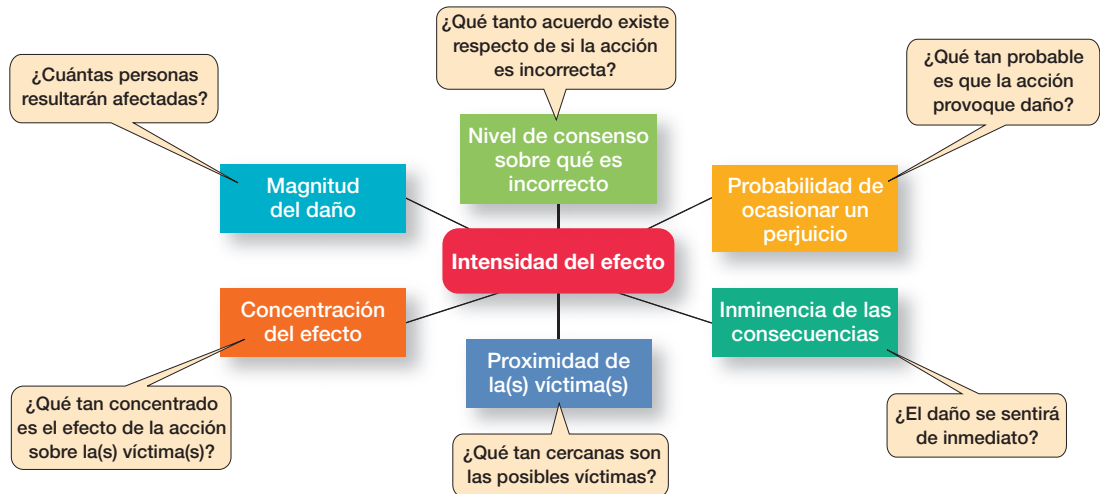 ¿Qué tanto acuerdo existe
respecto de si la acción
es incorrecta?
¿Cuántas personas
resultarán afectadas?
¿Qué tan probable
es que la acción
provoque daño?
Nivel de consenso
sobre qué es
incorrecto
Magnitud
del daño
Probabilidad de
ocasionar un
perjuicio
Intensidad del efecto
Concentración
del efecto
Inminencia de las
consecuencias
Proximidad de
la(s) víctima(s)
¿Qué tan concentrado
es el efecto de la acción
sobre la(s) víctima(s)?
¿El daño se sentirá
de inmediato?
¿Qué tan cercanas son
las posibles víctimas?